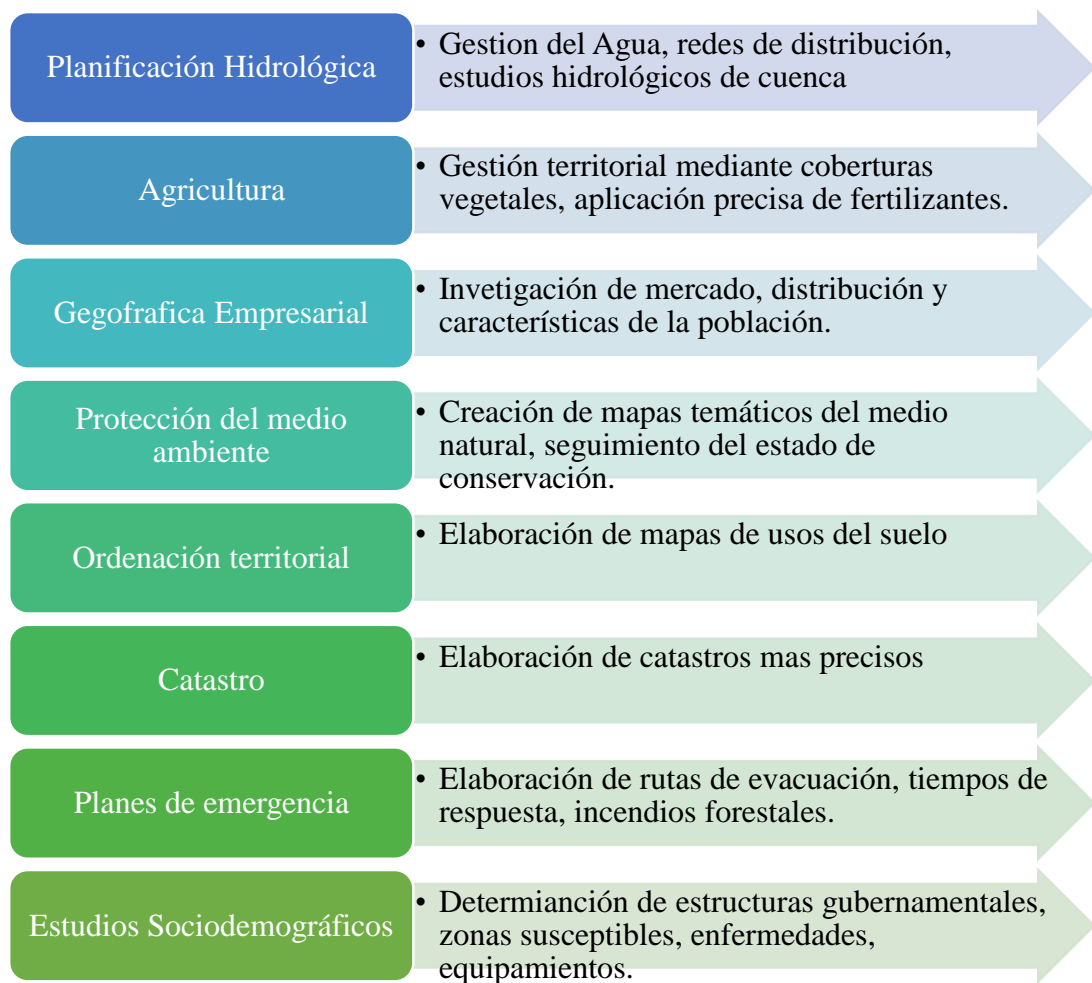 Planificación Hidrológica
• Gestion del Agua, redes de distribución,
estudios hidrológicos de cuenca
Agricultura
• Gestión territorial mediante coberturas
vegetales, aplicación precisa de fertilizantes.
Gegofrafica Empresarial
• Invetigación de mercado, distribución y
características de la población.
Protección del medio
ambiente
• Creación de mapas temáticos del medio
natural, seguimiento del estado de
conservación.
Ordenación territorial
• Elaboración de mapas de usos del suelo
Catastro
• Elaboración de catastros mas precisos
Planes de emergencia
• Elaboración de rutas de evacuación, tiempos de
respuesta, incendios forestales.
Estudios Sociodemográficos
• Determianción de estructuras gubernamentales,
zonas susceptibles, enfermedades,
equipamientos.